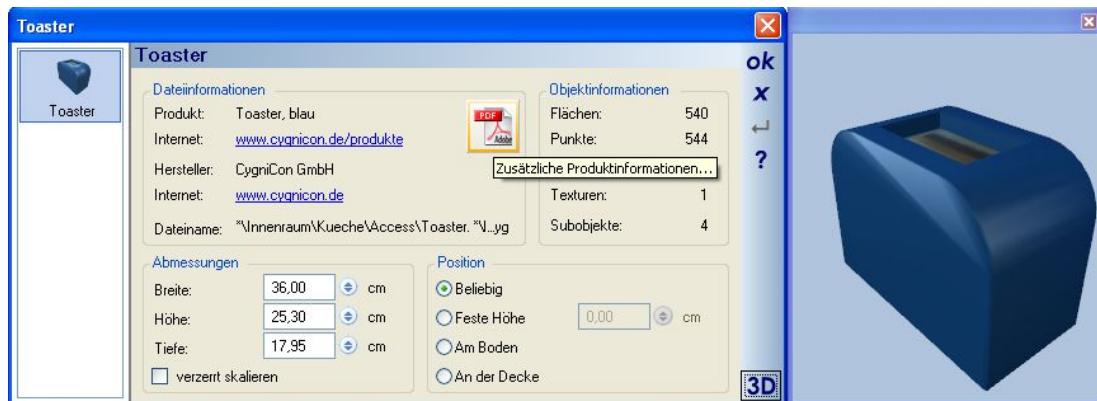 Toaster
Toaster
Toaster
ok
x
?
3D
Dateiinformationen
Produkt: Toaster, blau
Internet: www.cygnicon.de/produkte
Hersteller: CygniCon GmbH
Internet: www.cygnicon.de
Dateiname: *\Innenraum\Kueche\Access\Toaster. *\I...yg
PDF
Adobe
Zusätzliche Produktinformationen...
Objektinformationen
Flächen: 540
Punkte: 544
Texturen: 1
Subobjekte: 4
Abmessungen
Breite: 36,00 cm
Höhe: 25,30 cm
Tiefe: 17,95 cm
verzerrt skalieren
Position
Beliebig
Feste Höhe 0,00 cm
Am Boden
An der Decke